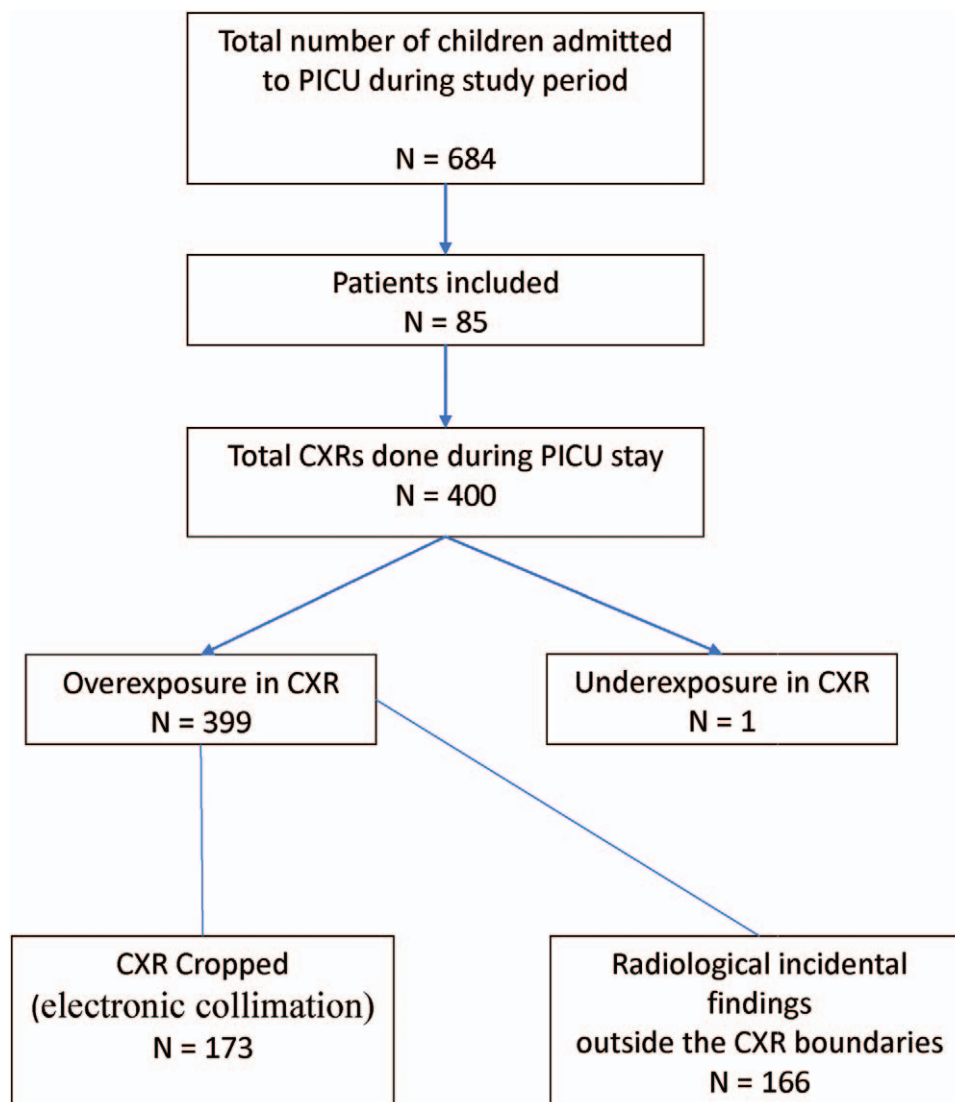 Total number of children admitted
to PICU during study period
N = 684
Patients included
N = 85
Total CXRs done during PICU stay
N = 400
Overexposure in CXR
N = 399
Underexposure in CXR
N = 1
CXR Cropped
(electronic collimation)
N = 173
Radiological incidental
findings
outside the CXR boundaries
N = 166